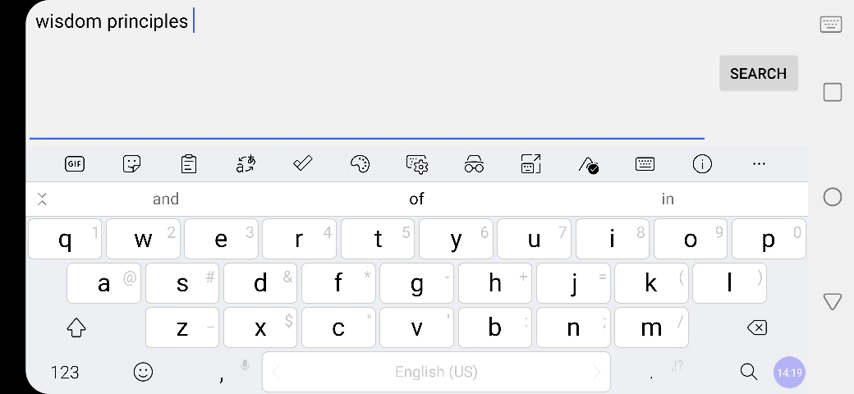 wisdom principles
SEARCH
GIF
and of in
q 1 w 2 e 3 r 4 t 5 y 6 u 7 i 8 o 9 p 0
a @ s # d & f * g - h + j = k ( l )
z _ x $ c " v ' b : n ; m /
123 , English (US) . ,!? 14:19